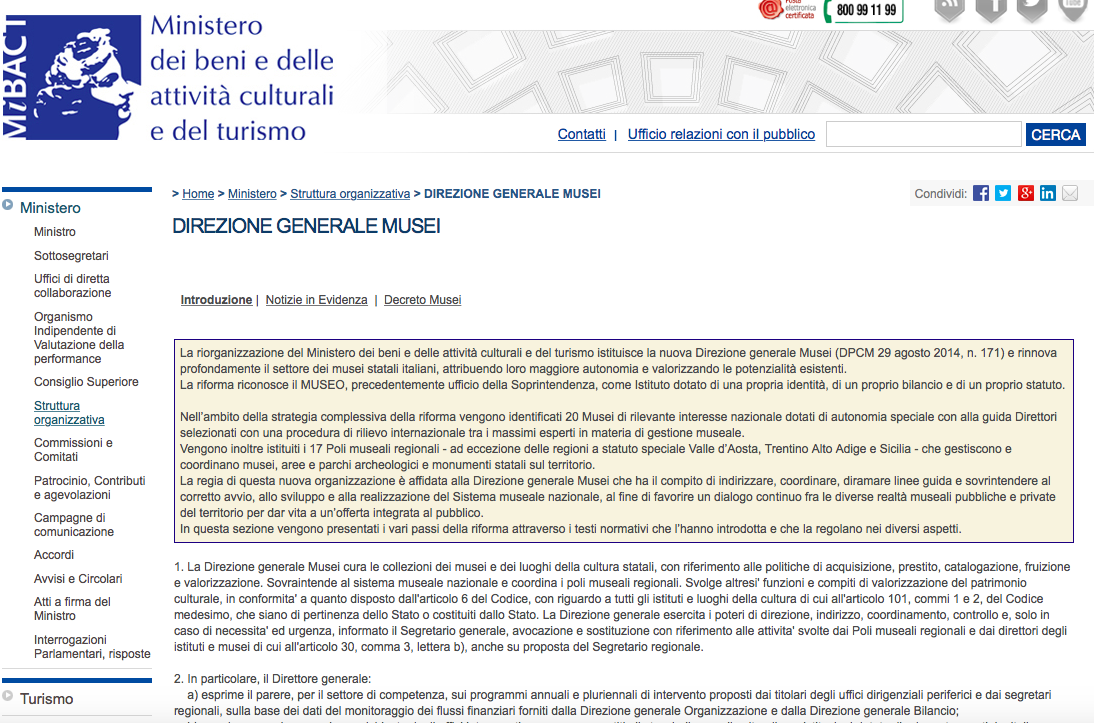 Posta
elettronica
certificata
800 99 11 99
MiBACT
Ministero
dei beni e delle
attività culturali
e del turismo
Contatti | Ufficio relazioni con il pubblico
CERCA
> Home > Ministero > Struttura organizzativa > DIREZIONE GENERALE MUSEI
Condividi:
DIREZIONE GENERALE MUSEI
Introduzione | Notizie in Evidenza | Decreto Musei
Ministero
Ministro
Sottosegretari
Uffici di diretta
collaborazione
Organismo
Indipendente di
Valutazione della
performance
Consiglio Superiore
Struttura
organizzativa
Commissioni e
Comitati
Patrocinio, Contributi
e agevolazioni
Campagne di
comunicazione
Accordi
Avvisi e Circolari
Atti a firma del
Ministro
Interrogazioni
Parlamentari, risposte
Turismo
La riorganizzazione del Ministero dei beni e delle attività culturali e del turismo istituisce la nuova Direzione generale Musei (DPCM 29 agosto 2014, n. 171) e rinnova
profondamente il settore dei musei statali italiani, attribuendo loro maggiore autonomia e valorizzando le potenzialità esistenti.
La riforma riconosce il MUSEO, precedentemente ufficio della Soprintendenza, come Istituto dotato di una propria identità, di un proprio bilancio e di un proprio statuto.
Nell'ambito della strategia complessiva della riforma vengono identificati 20 Musei di rilevante interesse nazionale dotati di autonomia speciale con alla guida Direttori
selezionati con una procedura di rilievo internazionale tra i massimi esperti in materia di gestione museale.
Vengono inoltre istituiti i 17 Poli museali regionali - ad eccezione delle regioni a statuto speciale Valle d'Aosta, Trentino Alto Adige e Sicilia - che gestiscono e
coordinano musei, aree e parchi archeologici e monumenti statali sul territorio.
La regia di questa nuova organizzazione è affidata alla Direzione generale Musei che ha il compito di indirizzare, coordinare, diramare linee guida e sovrintendere al
corretto avvio, allo sviluppo e alla realizzazione del Sistema museale nazionale, al fine di favorire un dialogo continuo fra le diverse realtà museali pubbliche e private
del territorio per dar vita a un'offerta integrata al pubblico.
In questa sezione vengono presentati i vari passi della riforma attraverso i testi normativi che l'hanno introdotta e che la regolano nei diversi aspetti.
1. La Direzione generale Musei cura le collezioni dei musei e dei luoghi della cultura statali, con riferimento alle politiche di acquisizione, prestito, catalogazione, fruizione
e valorizzazione. Sovraintende al sistema museale nazionale e coordina i poli museali regionali. Svolge altresi' funzioni e compiti di valorizzazione del patrimonio
culturale, in conformita' a quanto disposto dall'articolo 6 del Codice, con riguardo a tutti gli istituti e luoghi della cultura di cui all'articolo 101, commi 1 e 2, del Codice
medesimo, che siano di pertinenza dello Stato o costituiti dallo Stato. La Direzione generale esercita i poteri di direzione, indirizzo, coordinamento, controllo e, solo in
caso di necessita' ed urgenza, informato il Segretario generale, avocazione e sostituzione con riferimento alle attivita' svolte dai Poli museali regionali e dai direttori degli
istituti e musei di cui all'articolo 30, comma 3, lettera b), anche su proposta del Segretario regionale.
2. In particolare, il Direttore generale:
a) esprime il parere, per il settore di competenza, sui programmi annuali e pluriennali di intervento proposti dai titolari degli uffici dirigenziali periferici e dai segretari
regionali, sulla base dei dati del monitoraggio dei flussi finanziari forniti dalla Direzione generale Organizzazione e dalla Direzione generale Bilancio;